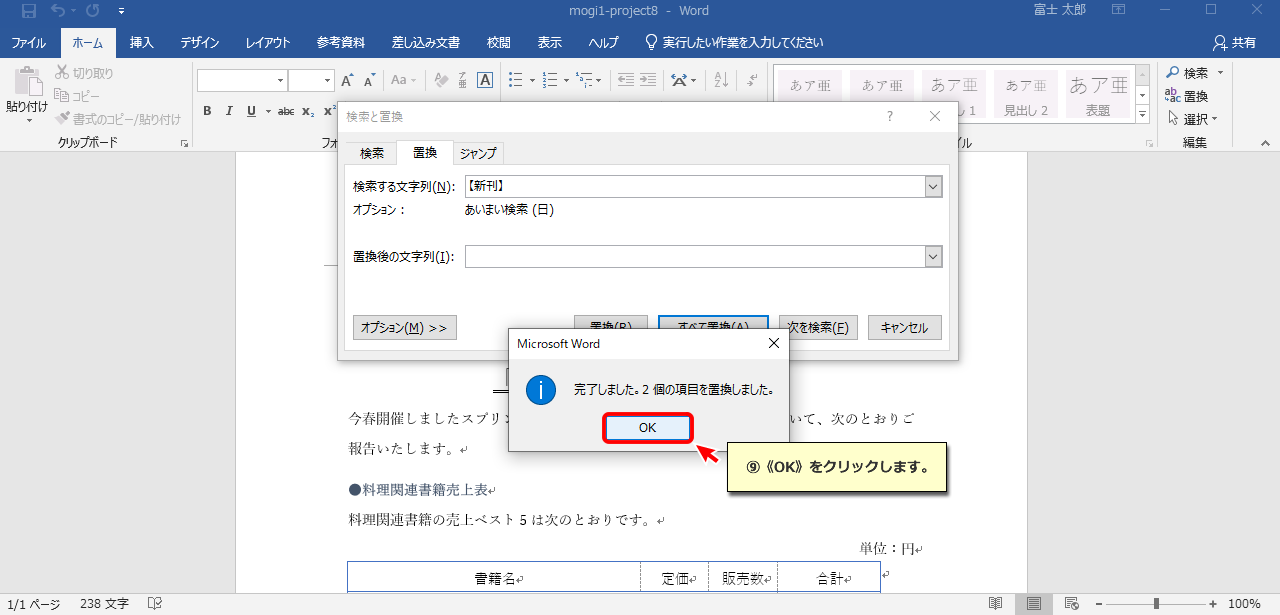 mogi1-project8 - Word
富士 太郎
ファイル ホーム 挿入 デザイン レイアウト 参考資料 差し込み文書 校閲 表示 ヘルプ 実行したい作業を入力してください 共有
貼り付け
切り取り
コピー
書式のコピー/貼り付け
クリップボード
Aa
B I U abc x₂ x²
あア亜 あア亜 あア亜 あア亜 あア亜
見出し 2 表題
検索
置換
選択
編集
検索と置換 ?
検索 置換 ジャンプ
検索する文字列(N): 【新刊】
オプション: あいまい検索 (日)
置換後の文字列(I):
オプション(M) >> 置換(R) すべて置換(A) 次を検索(F) キャンセル
Microsoft Word
完了しました。2 個の項目を置換しました。
OK
⑨《OK》をクリックします。
今春開催しましたスプリン
いて、次のとおりご
報告いたします。
●料理関連書籍売上表
料理関連書籍の売上ベスト 5 は次のとおりです。
単位：円
書籍名 定価 販売数 合計
1/1 ページ 238 文字 100%